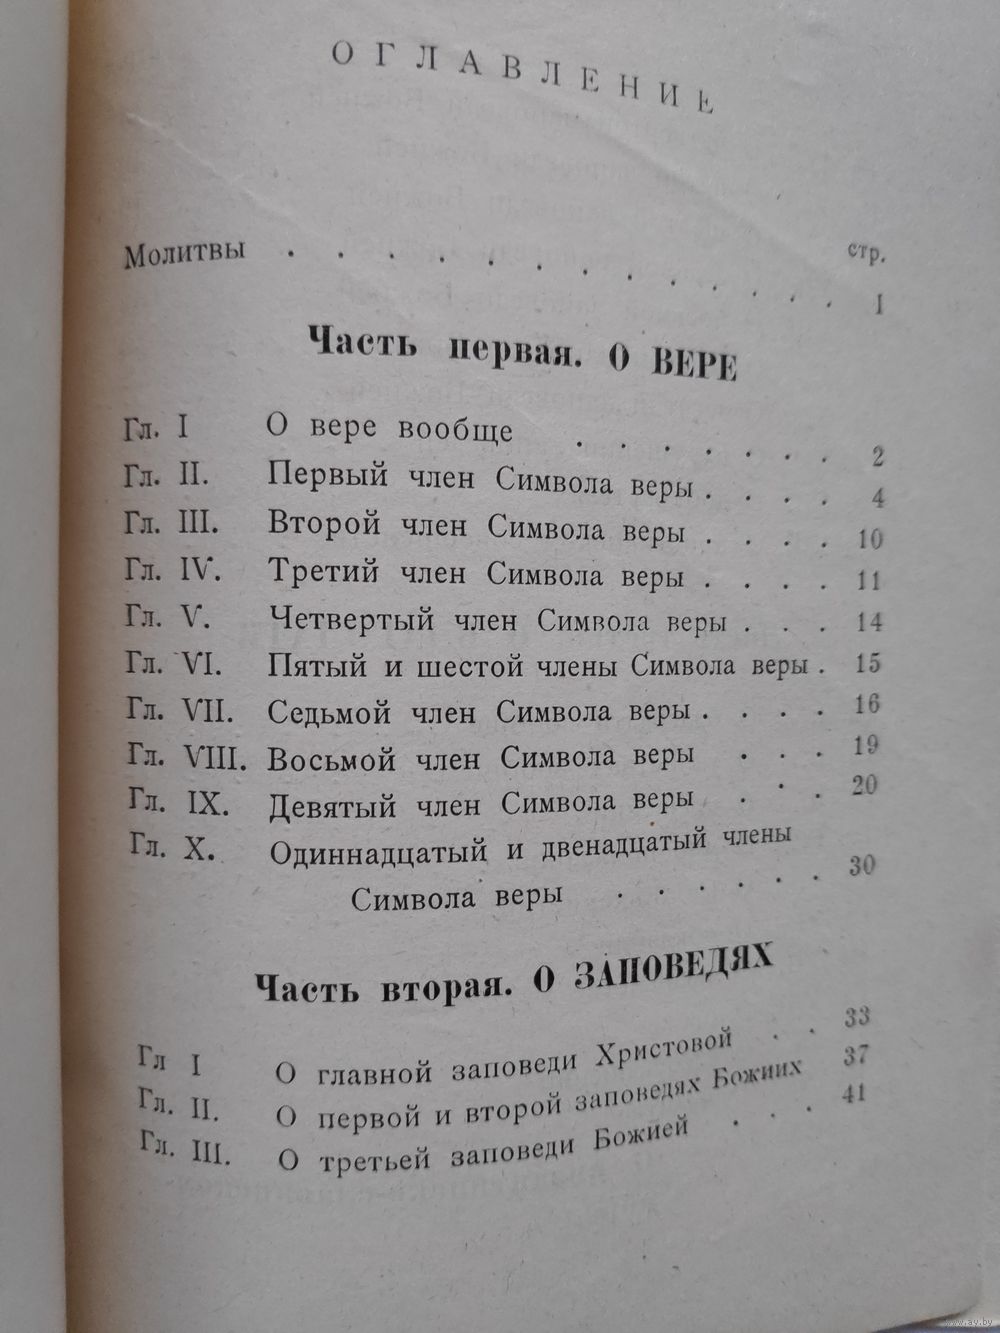 ОГЛАВЛЕНИЕ
стр.
Молитвы . . . . . . . . . . . . 1
Часть первая. О ВЕРЕ
Гл. I О вере вообще . . . . . . . 2
Гл. II. Первый член Символа веры . . . . 4
Гл. III. Второй член Символа веры . . . . 10
Гл. IV. Третий член Символа веры . . . . 11
Гл. V. Четвертый член Символа веры . . . 14
Гл. VI. Пятый и шестой члены Символа веры . 15
Гл. VII. Седьмой член Символа веры . . . . 16
Гл. VIII. Восьмой член Символа веры . . . 19
Гл. IX. Девятый член Символа веры . . . 20
Гл. X. Одиннадцатый и двенадцатый члены
Символа веры . . . . . . 30
Часть вторая. О ЗАПОВЕДЯХ
Гл I О главной заповеди Христовой . . 33
Гл. II. О первой и второй заповедях Божиих 37
Гл. III. О третьей заповеди Божией . . . 41
www.ay.by